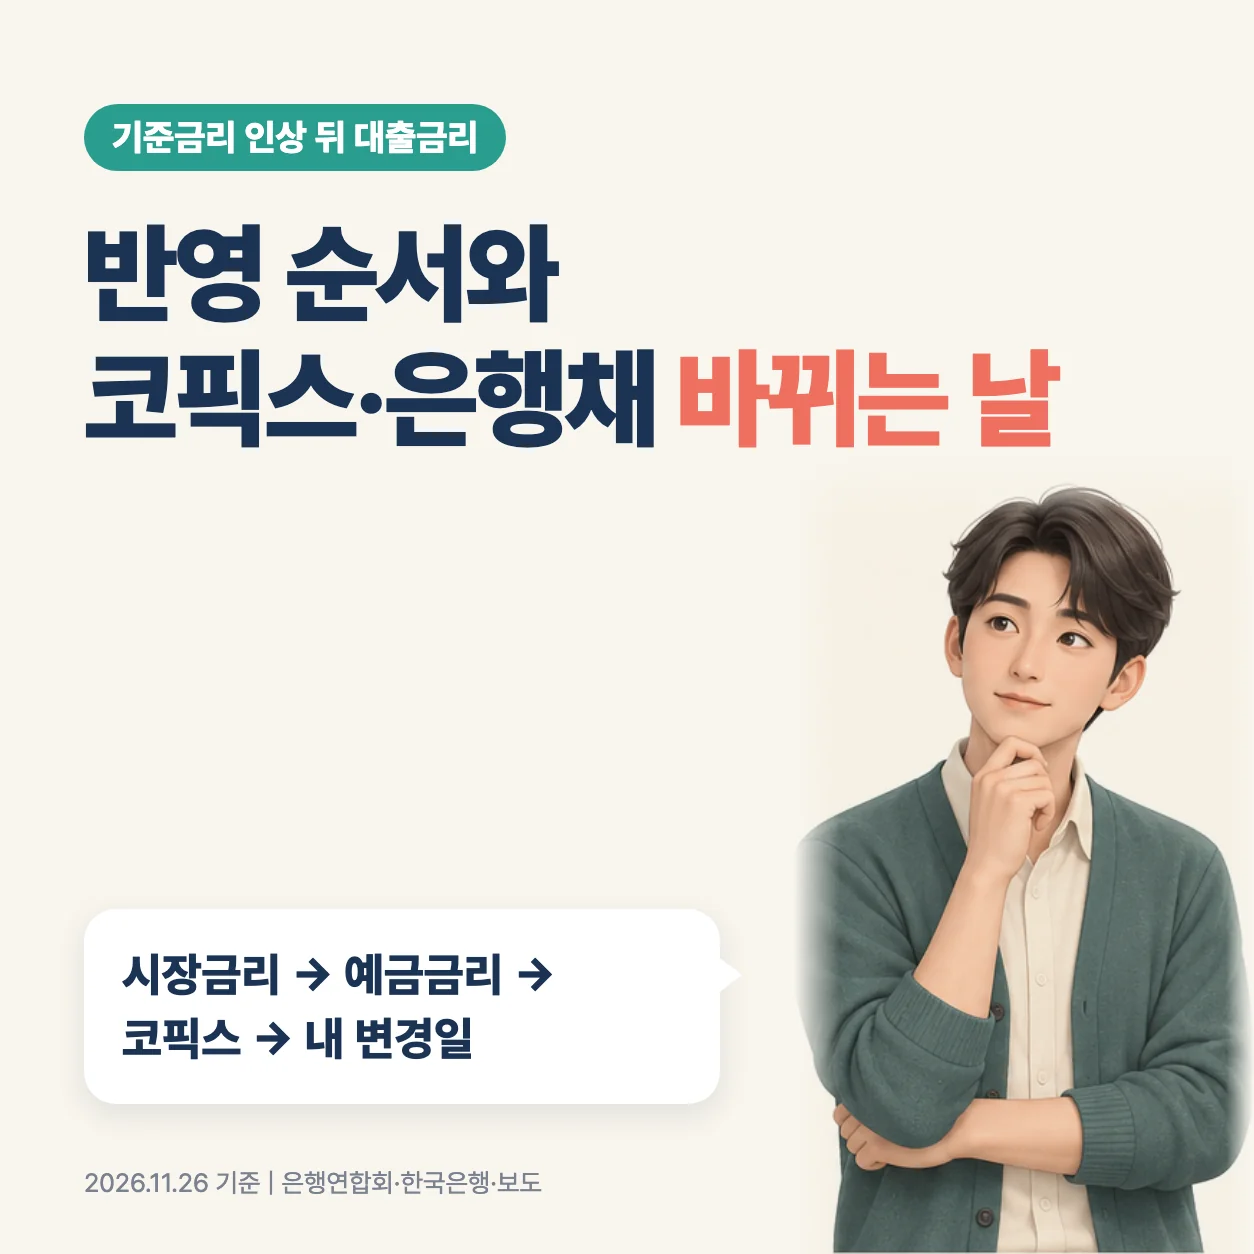 기준금리 인상 뒤 대출금리
반영 순서와
코픽스·은행채 바뀌는 날
시장금리 → 예금금리 →
코픽스 → 내 변경일
2026.11.26 기준 | 은행연합회·한국은행·보도